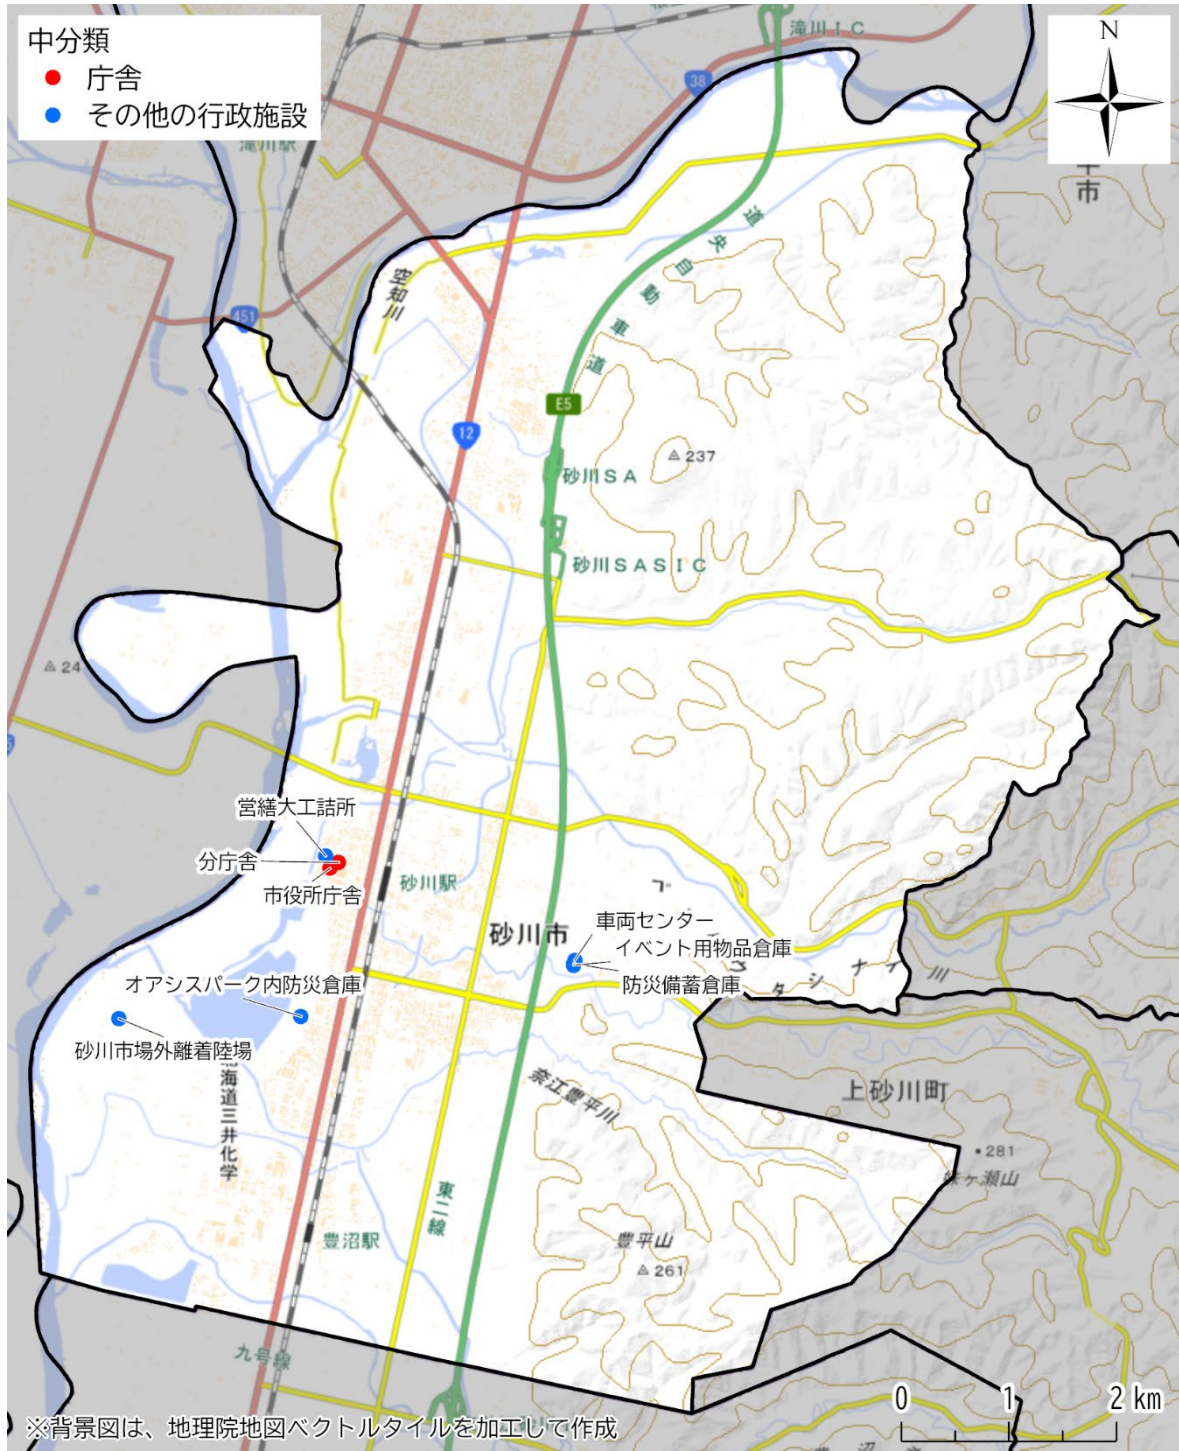 中分類
庁舎
その他の行政施設
滝川IC
N
38
滝川駅
市
道央自動車道
空知川
451
E5
12
237
砂川SA
砂川SASIC
24
営繕大工詰所
分庁舎
市役所庁舎
砂川駅
砂川市
車両センター
イベント用物品倉庫
防災備蓄倉庫
オアシスパーク内防災倉庫
砂川市場外離着陸場
北海道三井化学
奈江豊平川
上砂川町
281
豊沼駅
東二線
豊平山
261
九号線
0 1 2 km
※背景図は、地理院地図ベクトルタイルを加工して作成